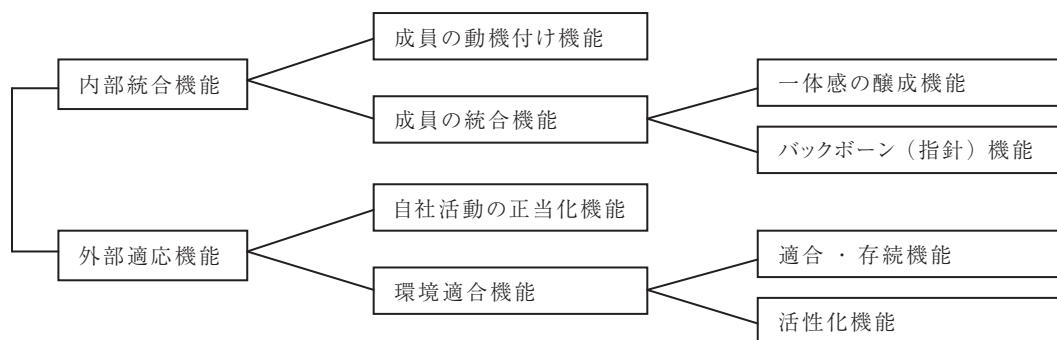 成員の動機付け機能
内部統合機能
成員の統合機能
一体感の醸成機能
バックボーン（指針）機能
自社活動の正当化機能
外部適応機能
環境適合機能
適合 ・ 存続機能
活性化機能